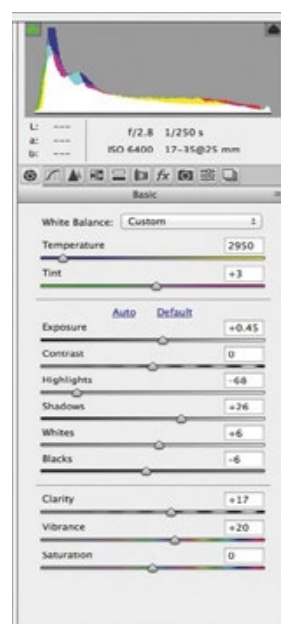 L: ---
a: ---
b: ---
f/2.8 1/250 s
ISO 6400 17-35@25 mm
fx
Basic
White Balance: Custom
Temperature 2950
Tint +3
Auto Default
Exposure +0.45
Contrast 0
Highlights -68
Shadows +26
Whites +6
Blacks -6
Clarity +17
Vibrance +20
Saturation 0